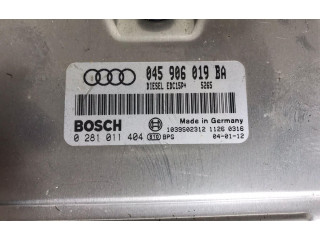 045 906 019 BA
DIESEL EDC15P+ 5265
BOSCH
Made in Germany
1039S02312 1126 0316
0 281 011 404 BPS 04-01-12